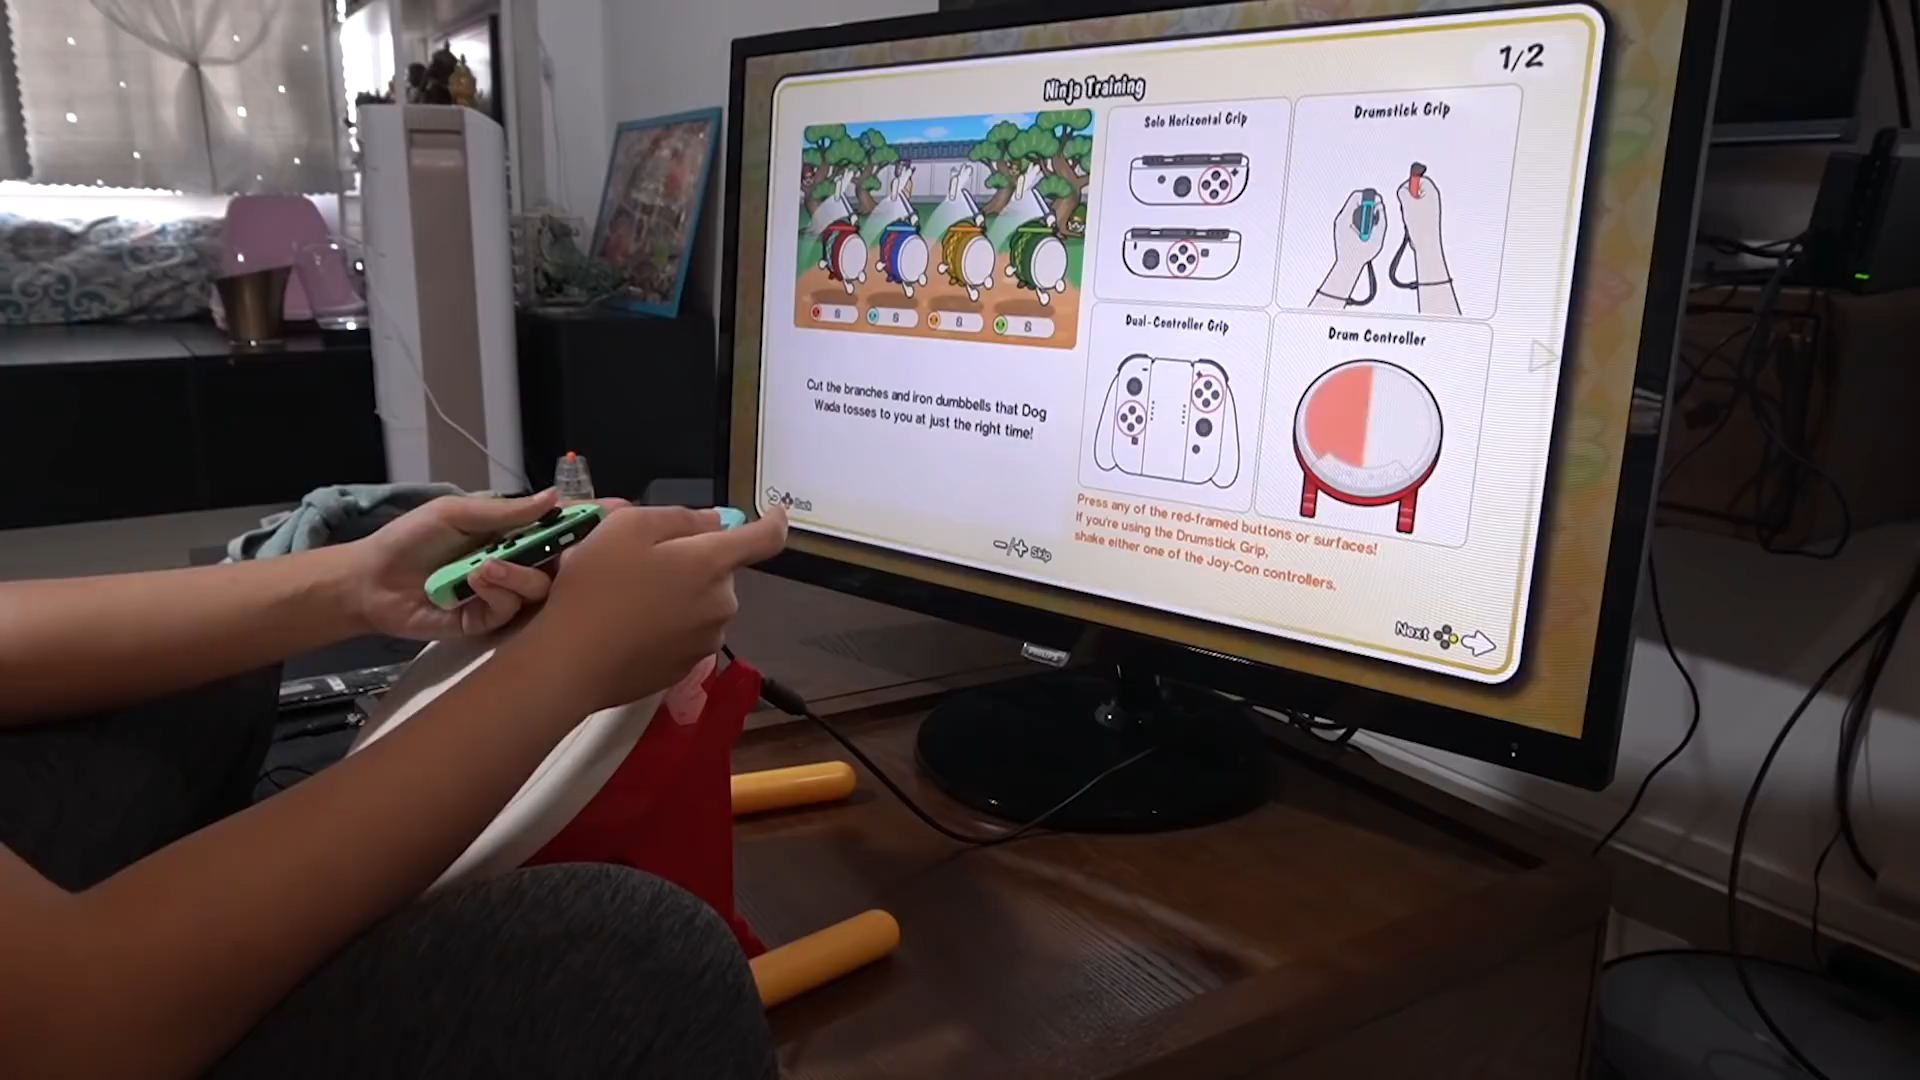 1/2
Ninja Training
Solo Horizontal Grip
Drumstick Grip
Dual-Controller Grip
Drum Controller
Cut the branches and iron dumbbells that Dog
Wada tosses to you at just the right time!
Press any of the red-framed buttons or surfaces!
If you're using the Drumstick Grip,
shake either one of the Joy-Con controllers.
Back
-/+ Skip
Next
PHILIPS